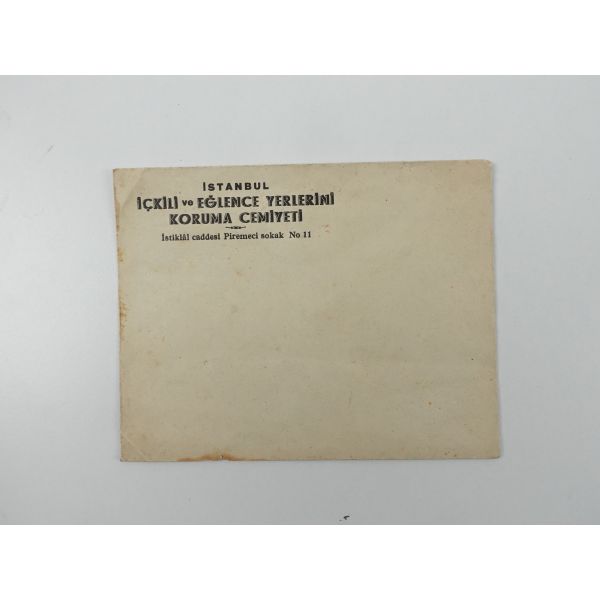 İSTANBUL
İÇKİLİ ve EĞLENCE YERLERİNİ
KORUMA CEMİYETİ
İstiklâl caddesi Piremeci sokak No 11